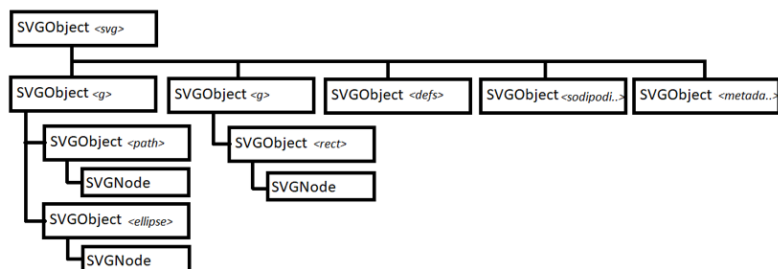 SVGObject <svg>
SVGObject <g> SVGObject <g> SVGObject <defs> SVGObject<sodipodi..> SVGObject <metada..>
SVGObject <path> SVGObject <rect>
SVGNode SVGNode
SVGObject <ellipse>
SVGNode